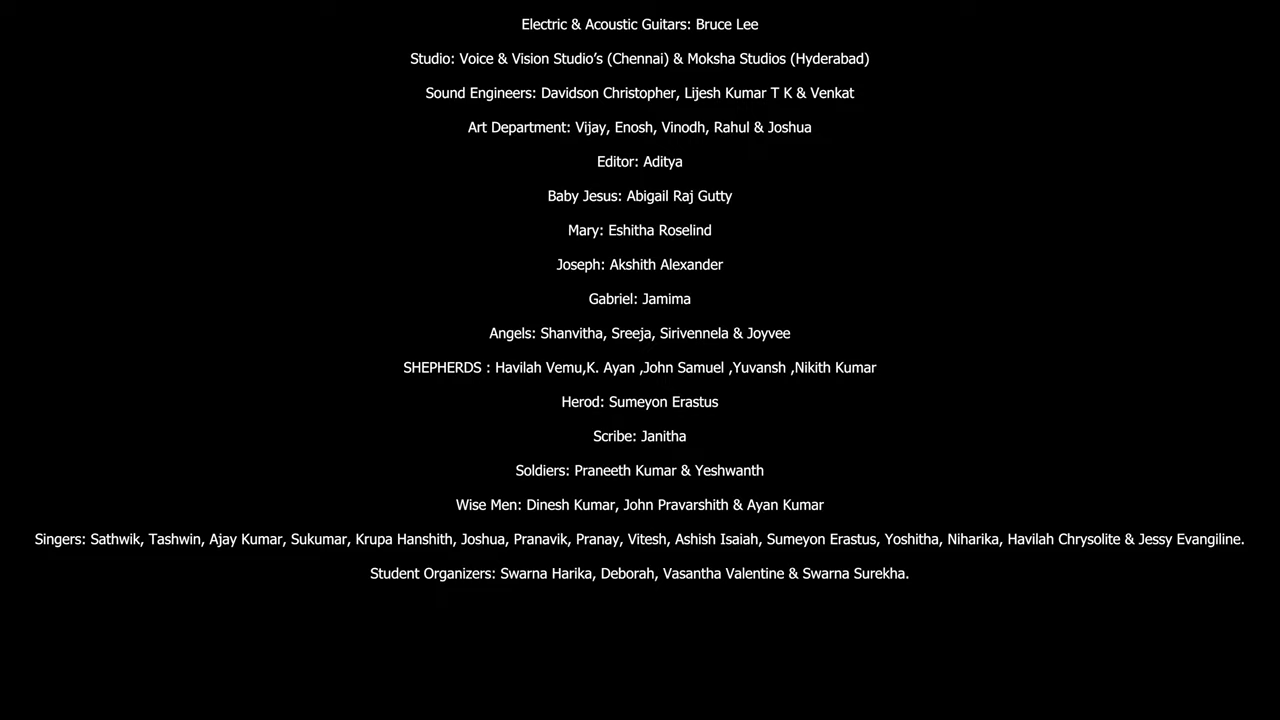 Electric & Acoustic Guitars: Bruce Lee
Studio: Voice & Vision Studio’s (Chennai) & Moksha Studios (Hyderabad)
Sound Engineers: Davidson Christopher, Lijesh Kumar T K & Venkat
Art Department: Vijay, Enosh, Vinodh, Rahul & Joshua
Editor: Aditya
Baby Jesus: Abigail Raj Gutty
Mary: Eshitha Roselind
Joseph: Akshith Alexander
Gabriel: Jamima
Angels: Shanvitha, Sreeja, Sirivennela & Joyvee
SHEPHERDS : Havilah Vemu,K. Ayan ,John Samuel ,Yuvansh ,Nikith Kumar
Herod: Sumeyon Erastus
Scribe: Janitha
Soldiers: Praneeth Kumar & Yeshwanth
Wise Men: Dinesh Kumar, John Pravarshith & Ayan Kumar
Singers: Sathwik, Tashwin, Ajay Kumar, Sukumar, Krupa Hanshith, Joshua, Pranavik, Pranay, Vitesh, Ashish Isaiah, Sumeyon Erastus, Yoshitha, Niharika, Havilah Chrysolite & Jessy Evangiline.
Student Organizers: Swarna Harika, Deborah, Vasantha Valentine & Swarna Surekha.